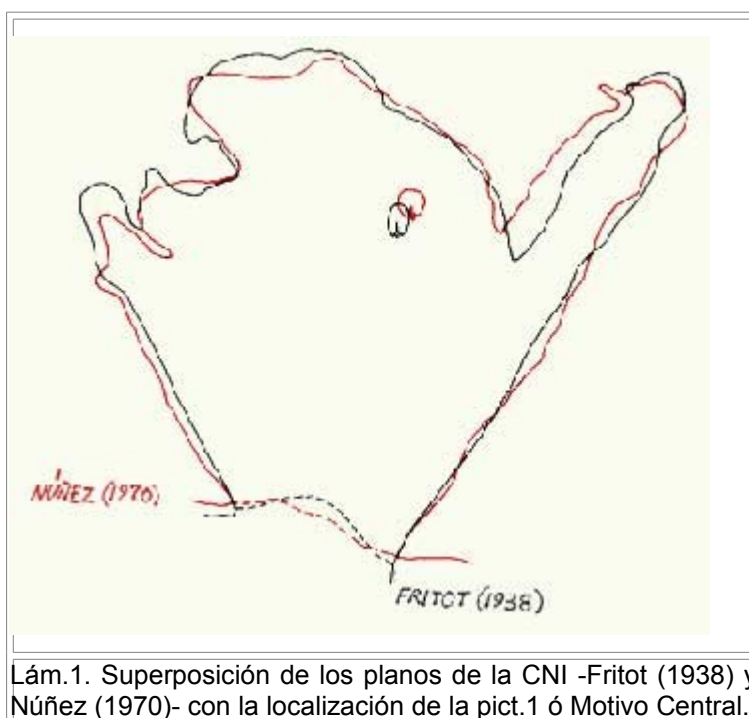 NÚÑEZ (1970)
FRITOT (1938)
Lám.1. Superposición de los planos de la CNI -Fritot (1938) y
Núñez (1970)- con la localización de la pict.1 ó Motivo Central.